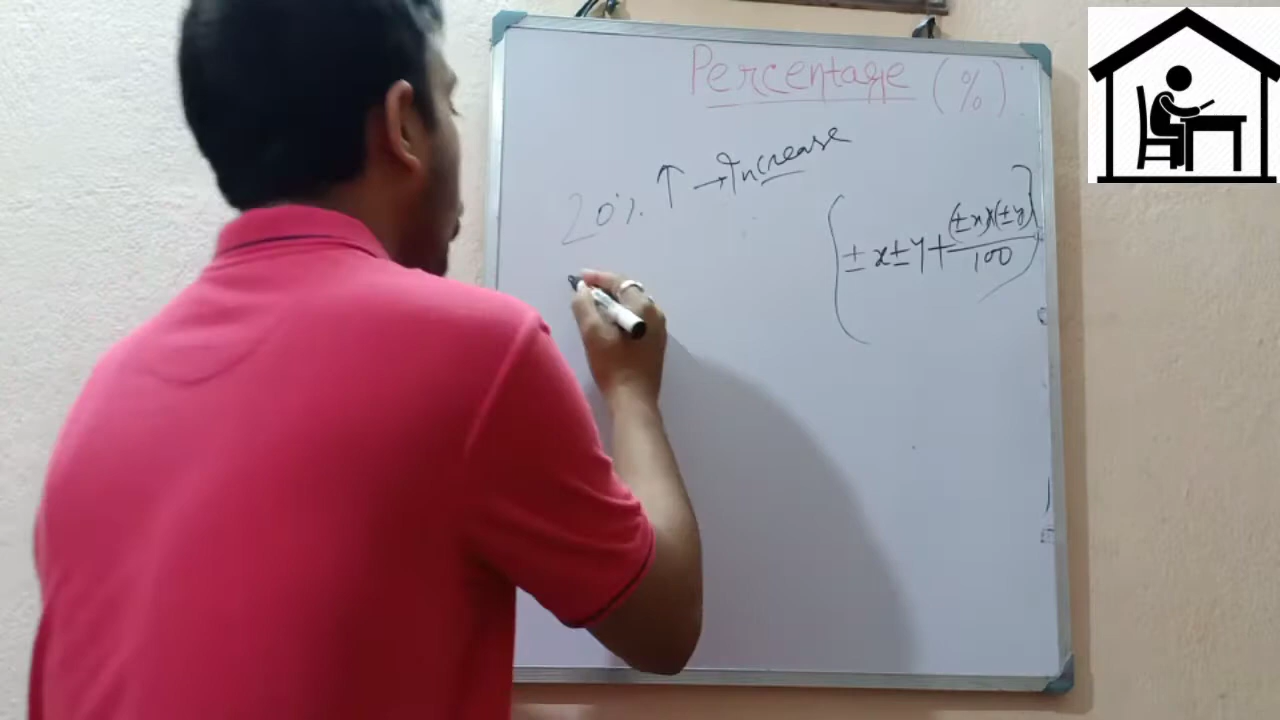 Percentage (%)
20% ↑ → Increase
(± x ± y + (± x)(± y) / 100)